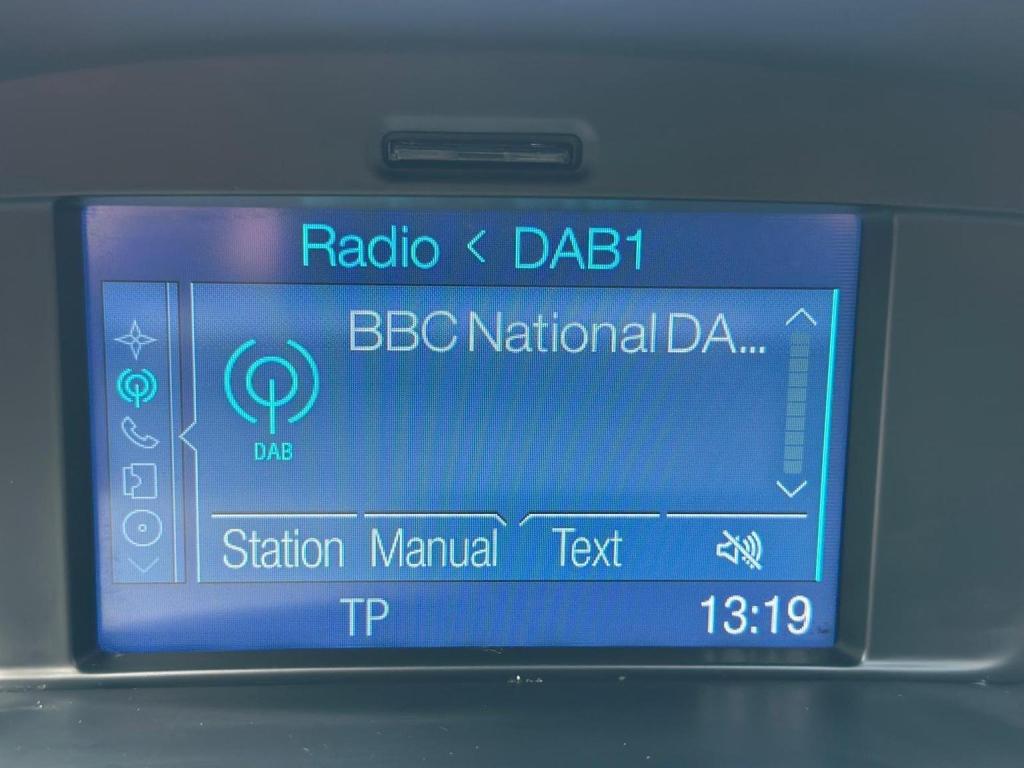 Radio < DAB1
BBC National DA...
DAB
Station Manual Text
TP 13:19